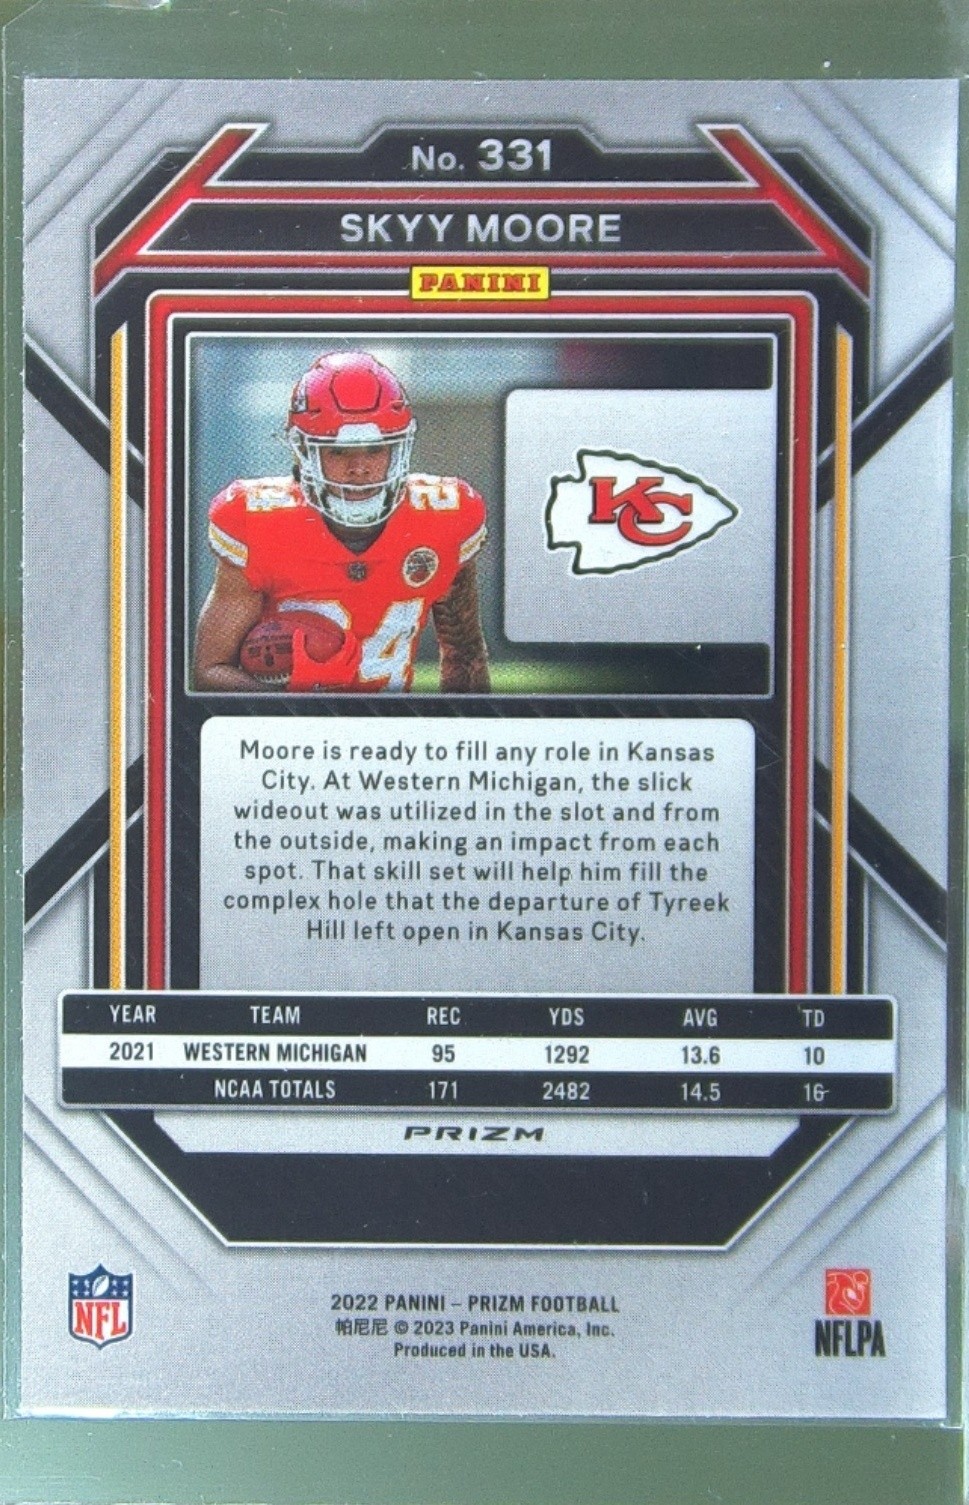 No. 331
SKYY MOORE
PANINI
24
KC
24
Moore is ready to fill any role in Kansas
City. At Western Michigan, the slick
wideout was utilized in the slot and from
the outside, making an impact from each
spot. That skill set will help him fill the
complex hole that the departure of Tyreek
Hill left open in Kansas City.
YEAR TEAM REC YDS AVG TD
2021 WESTERN MICHIGAN 95 1292 13.6 10
NCAA TOTALS 171 2482 14.5 16
PRIZM
NFL
2022 PANINI – PRIZM FOOTBALL
帕尼尼 © 2023 Panini America, Inc.
Produced in the USA.
NFLPA